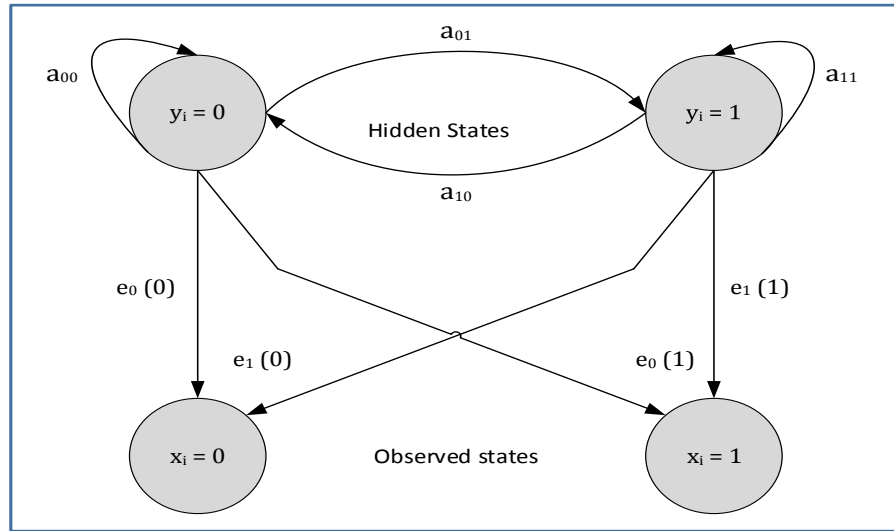 a₀₁
a₀₀
a₁₁
yᵢ = 0
yᵢ = 1
Hidden States
a₁₀
e₀ (0)
e₁ (1)
e₁ (0)
e₀ (1)
xᵢ = 0
Observed states
xᵢ = 1